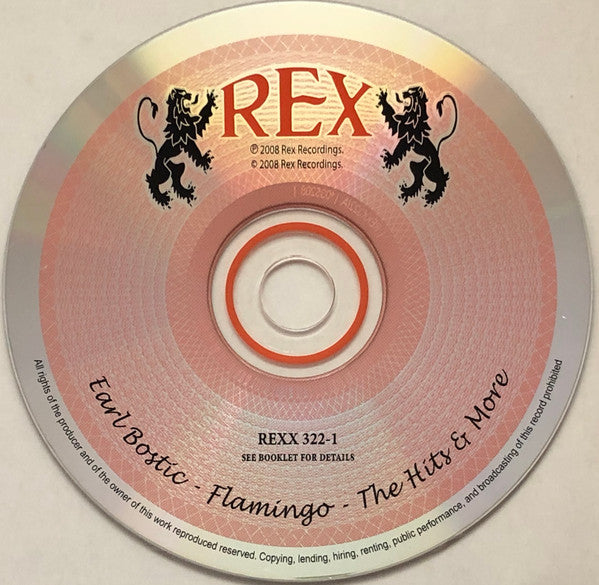 REX
℗ 2008 Rex Recordings.
© 2008 Rex Recordings.
REXX 322-1
SEE BOOKLET FOR DETAILS
Earl Bostic - Flamingo - The Hits & More
All rights of the producer and of the owner of this work reproduced reserved. Copying, lending, hiring, renting, public performance, and broadcasting of this record prohibited